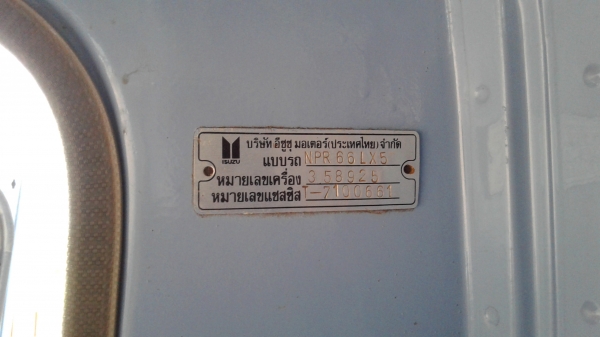 บริษัท อีซูซุ มอเตอร์(ประเทศไทย)จำกัด
ISUZU
แบบรถ NPR66LX5
หมายเลขเครื่อง
หมายเลขแชสซิส